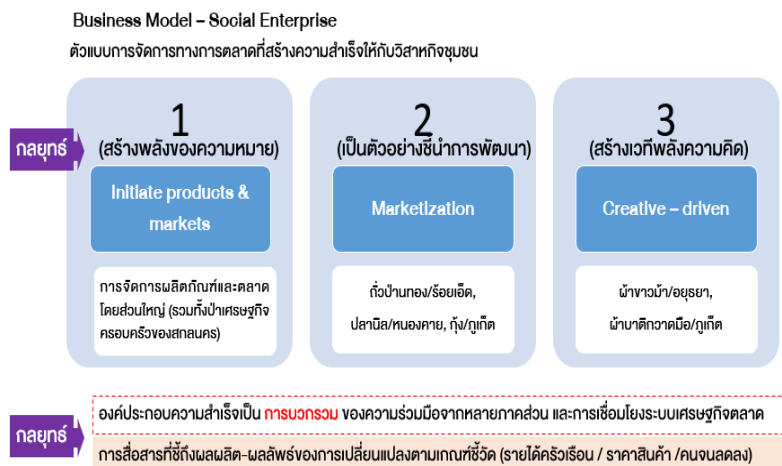 Business Model – Social Enterprise
ตัวแบบการจัดการทางการตลาดที่สร้างความสำเร็จให้กับวิสาหกิจชุมชน
กลยุทธ์
1
(สร้างพลังของความหมาย)
Initiate products &
markets
การจัดการผลิตภัณฑ์และตลาด
โดยส่วนใหญ่ (รวมทั้งป่าเศรษฐกิจ
ครอบครัวของสกลนคร)
2
(เป็นตัวอย่างชี้นำการพัฒนา)
Marketization
ถั่วป่านทอง/ร้อยเอ็ด,
ปลานิล/หนองคาย, กุ้ง/ภูเก็ต
3
(สร้างเวทีพลังความคิด)
Creative – driven
ผ้าขาวม้า/อยุธยา,
ผ้าบาติกวาดมือ/ภูเก็ต
กลยุทธ์
องค์ประกอบความสำเร็จเป็น การบวกรวม ของความร่วมมือจากหลายภาคส่วน และการเชื่อมโยงระบบเศรษฐกิจตลาด
การสื่อสารที่ชี้ถึงผลผลิต-ผลลัพธ์ของการเปลี่ยนแปลงตามเกณฑ์ชี้วัด (รายได้ครัวเรือน / ราคาสินค้า /คนจนลดลง)